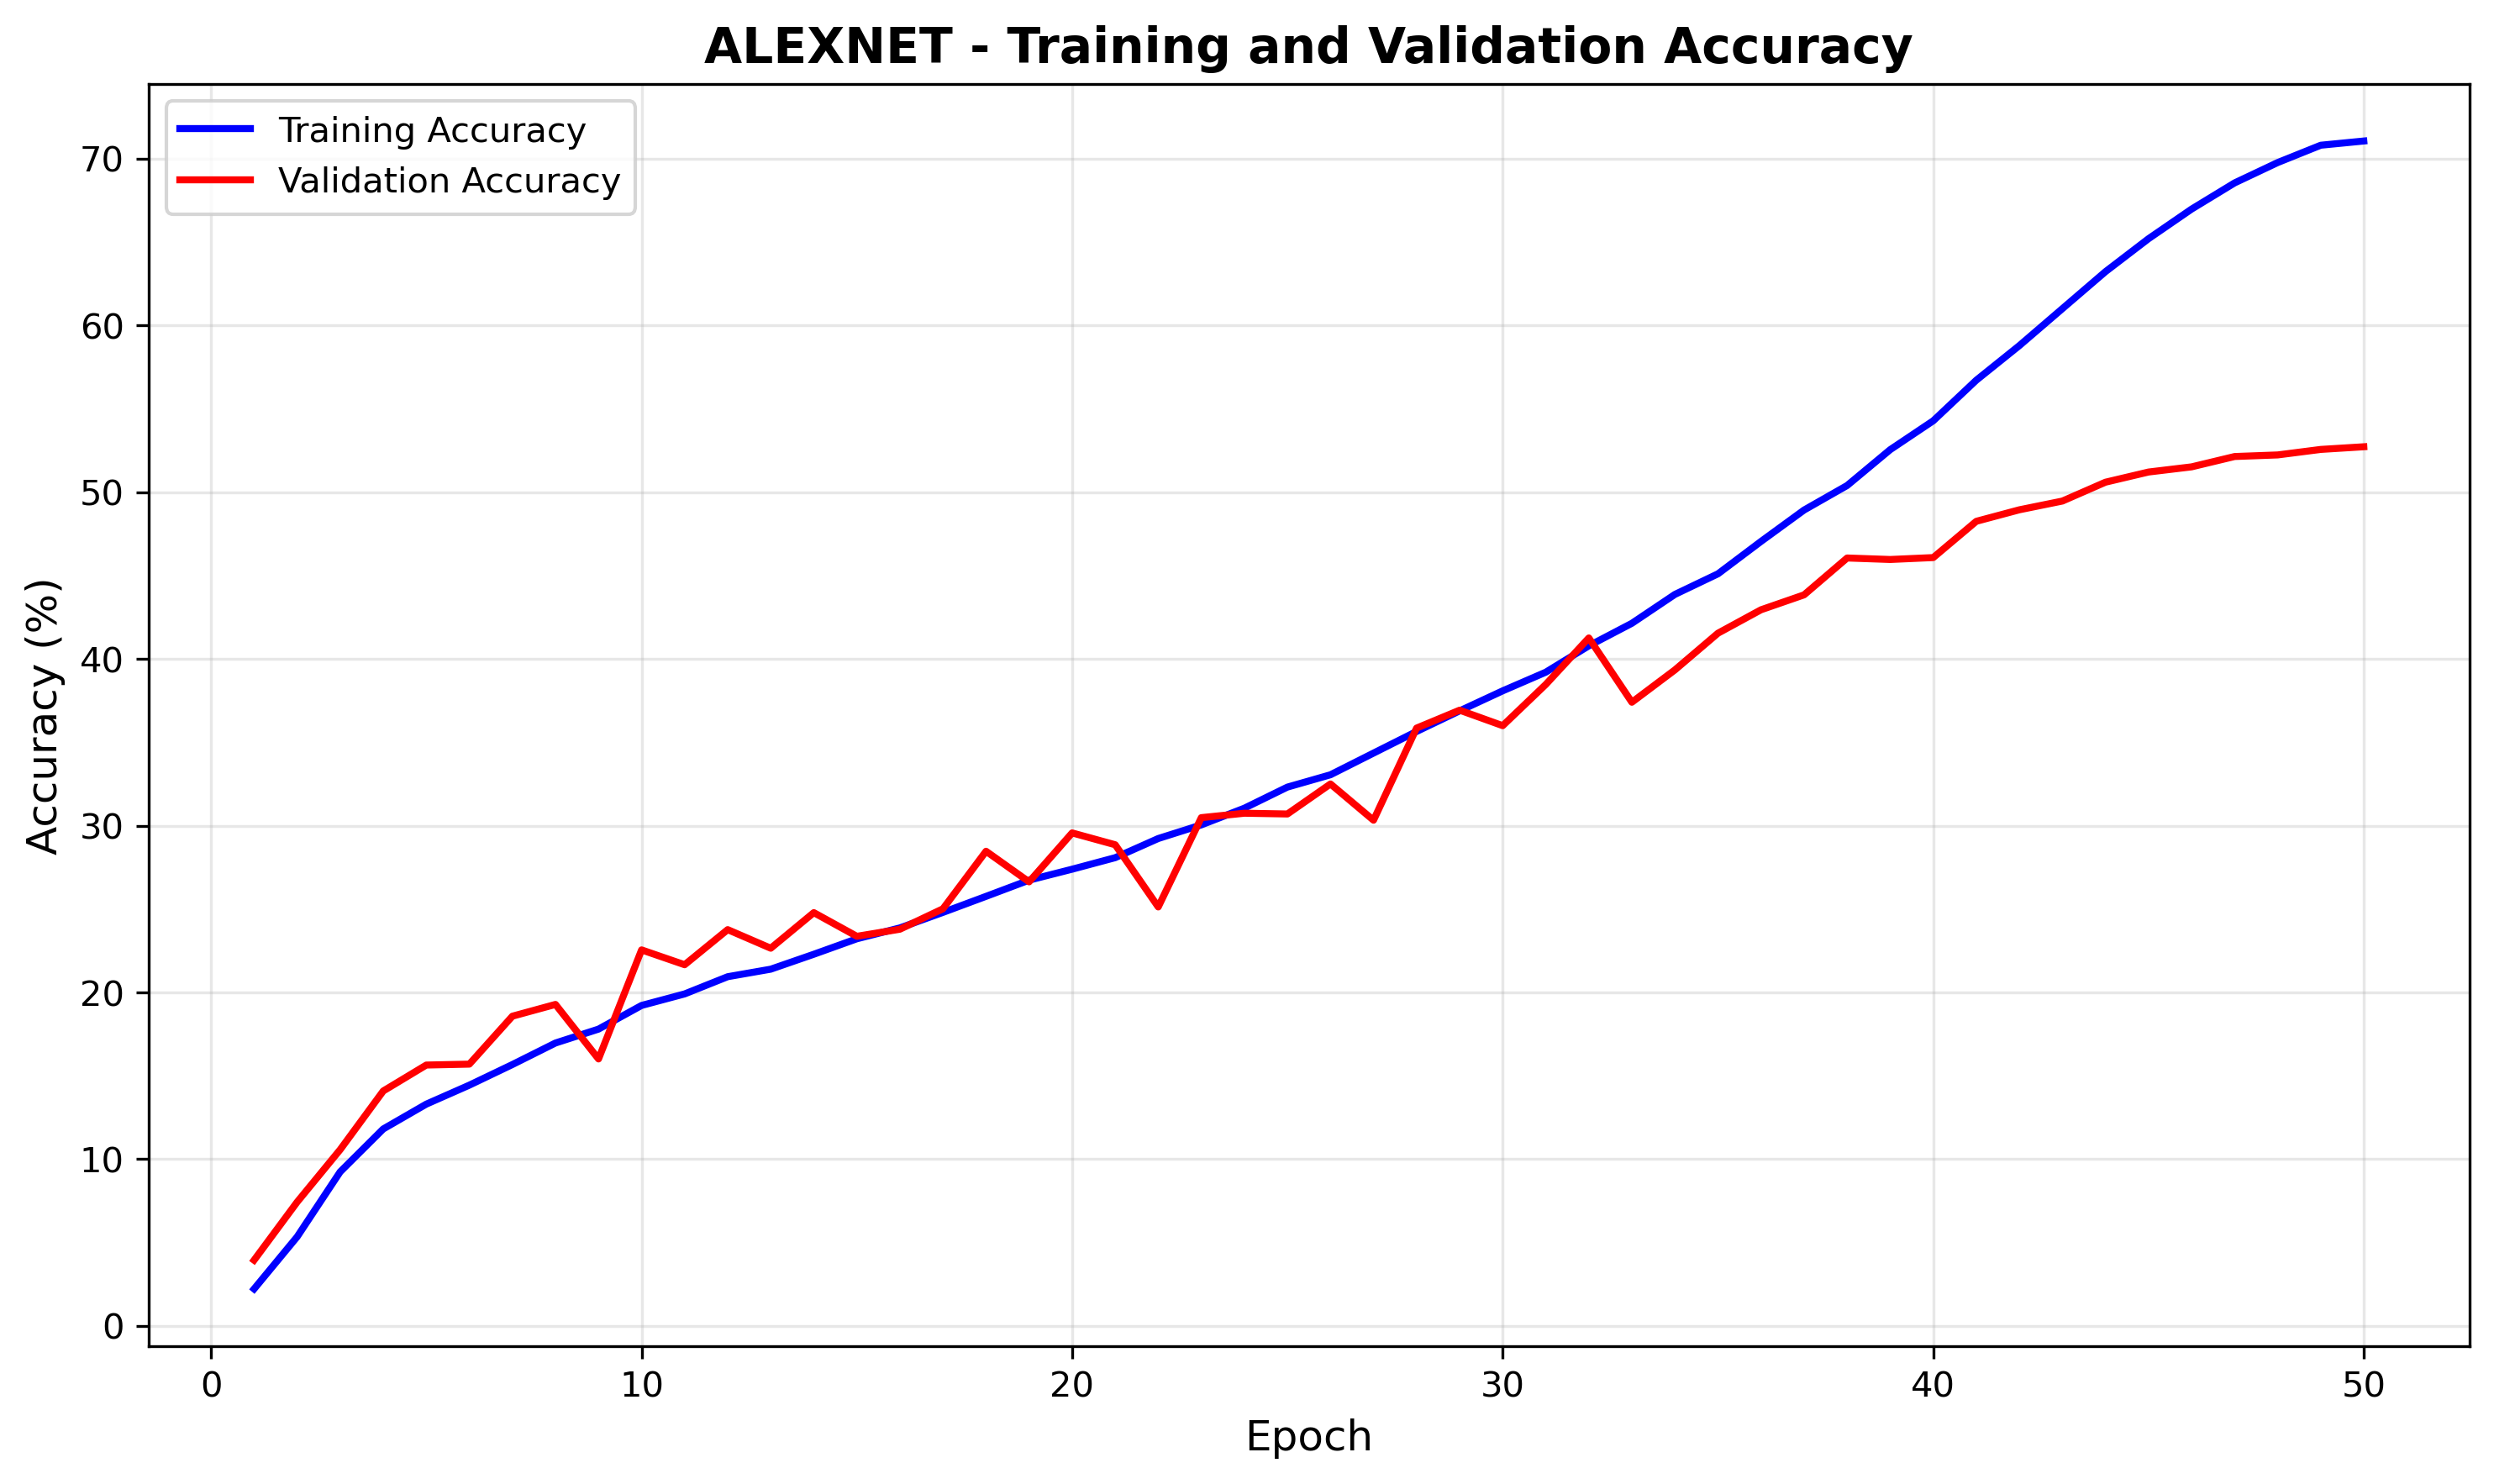 ALEXNET - Training and Validation Accuracy
Training Accuracy
Validation Accuracy
Accuracy (%)
70
60
50
40
30
20
10
0
0 10 20 30 40 50
Epoch